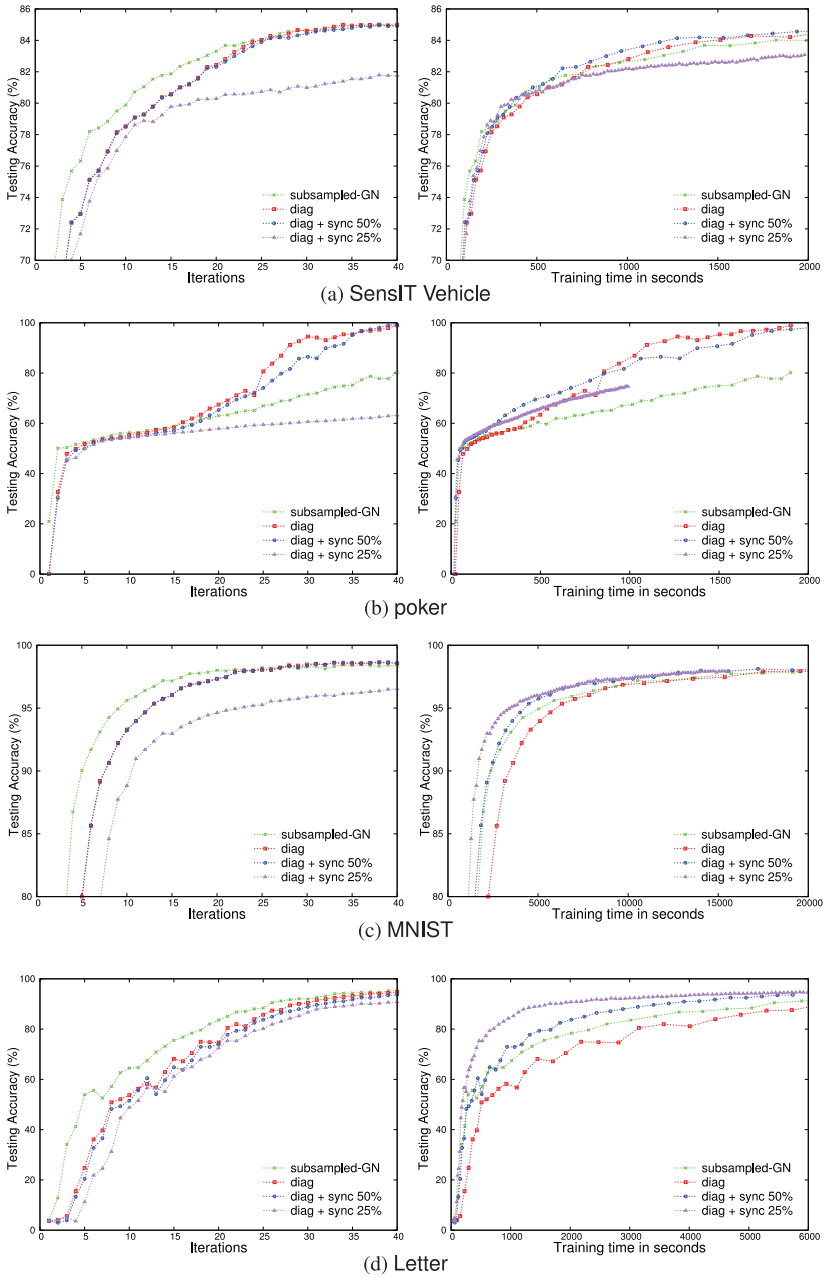 86
84
82
80
78
76
74
72
70
Testing Accuracy (%)
subsampled-GN
diag
diag + sync 50%
diag + sync 25%
0 5 10 15 20 25 30 35 40
Iterations
86
84
82
80
78
76
74
72
70
Testing Accuracy (%)
subsampled-GN
diag
diag + sync 50%
diag + sync 25%
0 500 1000 1500 2000
Training time in seconds
(a) SensIT Vehicle
100
80
60
40
20
0
Testing Accuracy (%)
subsampled-GN
diag
diag + sync 50%
diag + sync 25%
0 5 10 15 20 25 30 35 40
Iterations
100
80
60
40
20
0
Testing Accuracy (%)
subsampled-GN
diag
diag + sync 50%
diag + sync 25%
0 500 1000 1500 2000
Training time in seconds
(b) poker
100
95
90
85
80
Testing Accuracy (%)
subsampled-GN
diag
diag + sync 50%
diag + sync 25%
0 5 10 15 20 25 30 35 40
Iterations
100
95
90
85
80
Testing Accuracy (%)
subsampled-GN
diag
diag + sync 50%
diag + sync 25%
0 5000 10000 15000 20000
Training time in seconds
(c) MNIST
100
80
60
40
20
0
Testing Accuracy (%)
subsampled-GN
diag
diag + sync 50%
diag + sync 25%
0 5 10 15 20 25 30 35 40
Iterations
100
80
60
40
20
0
Testing Accuracy (%)
subsampled-GN
diag
diag + sync 50%
diag + sync 25%
0 1000 2000 3000 4000 5000 6000
Training time in seconds
(d) Letter